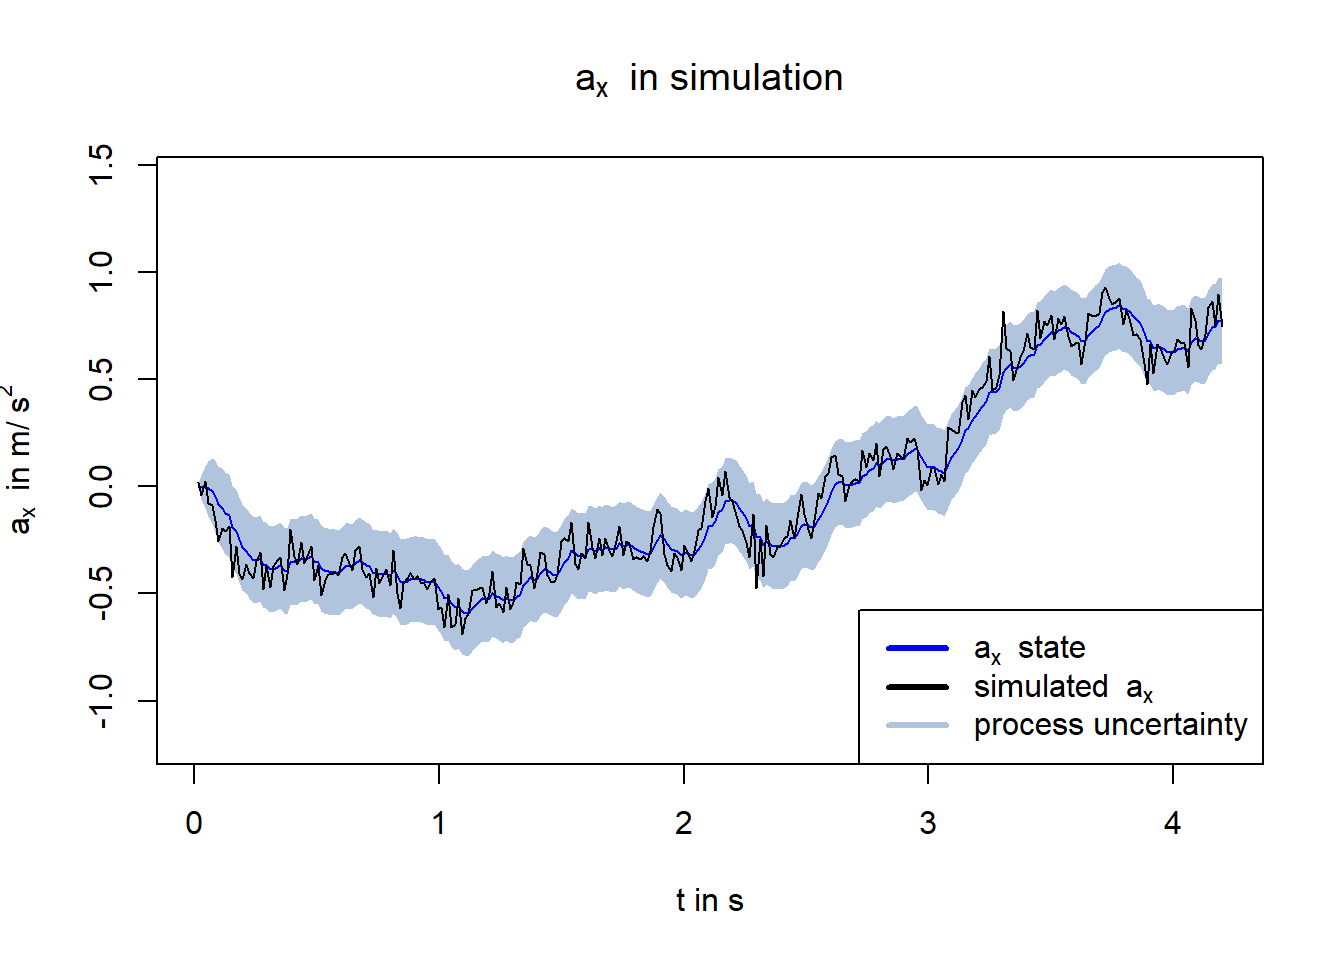 aₓ in simulation
aₓ in m/ s²
1.5
1.0
0.5
0.0
-0.5
-1.0
0 1 2 3 4
t in s
aₓ state
simulated aₓ
process uncertainty